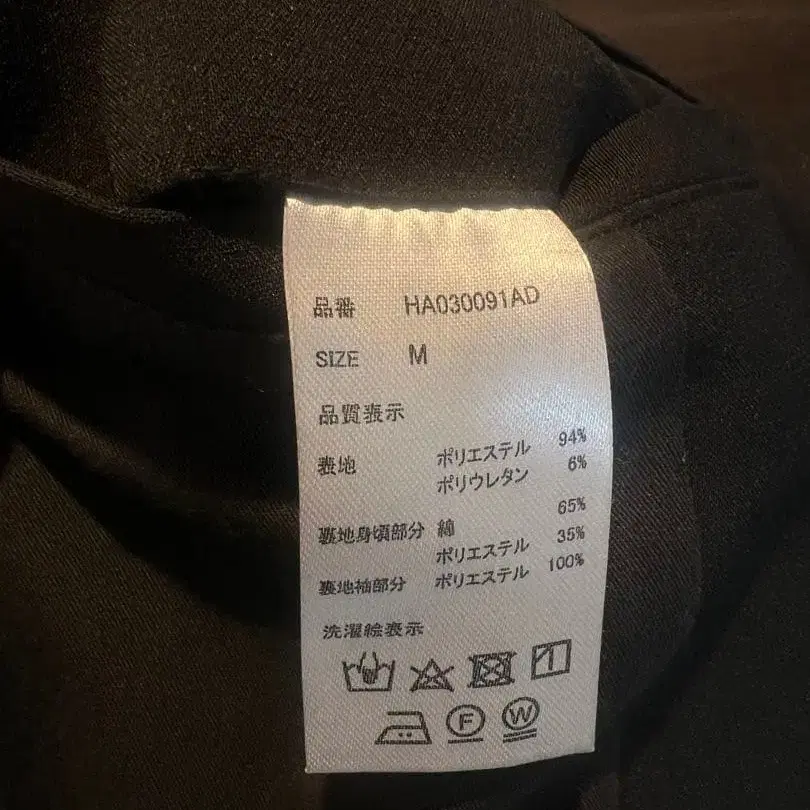 品番 HA030091AD
SIZE M
品質表示
表地 ポリエステル 94%
ポリウレタン 6%
裏地身頃部分 綿 65%
ポリエステル 35%
裏地袖部分 ポリエステル 100%
洗濯絵表示
F W